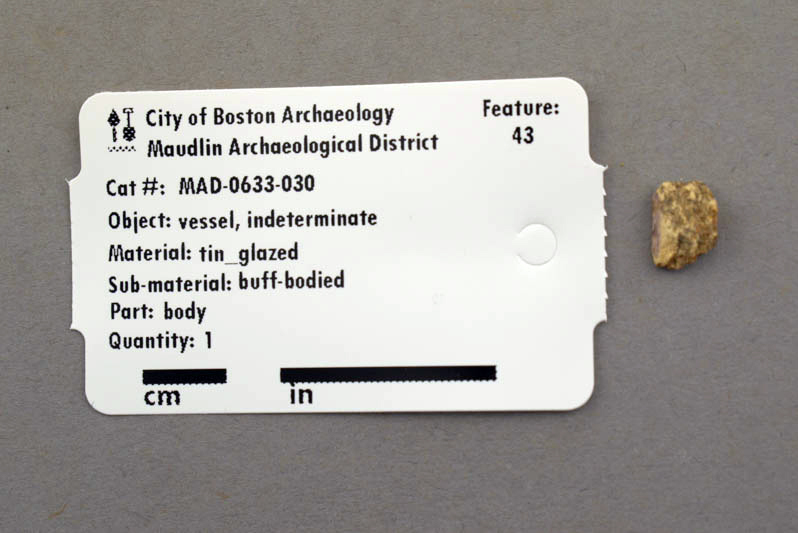 City of Boston Archaeology
Maudlin Archaeological District
Feature:
43
Cat #: MAD-0633-030
Object: vessel, indeterminate
Material: tin_glazed
Sub-material: buff-bodied
Part: body
Quantity: 1
cm
in